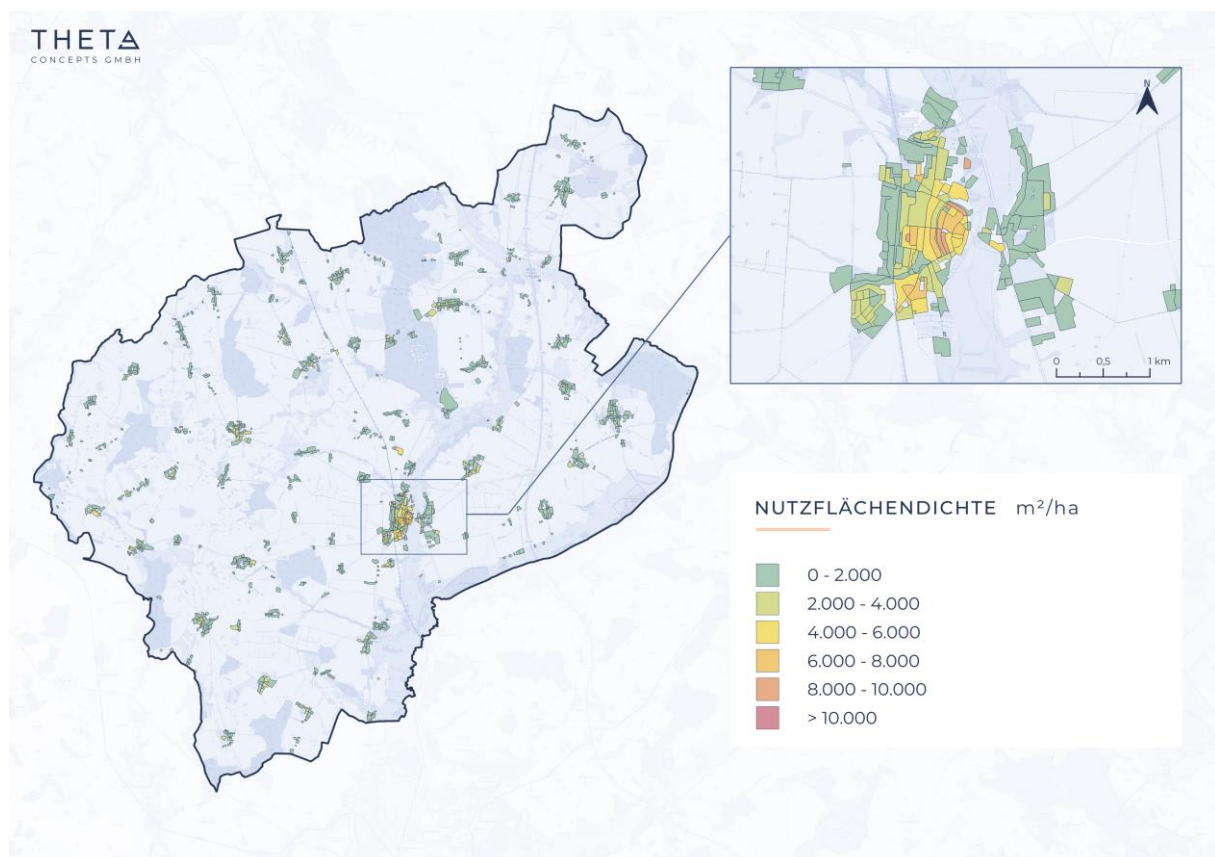 THETA
CONCEPTS GMBH
N
0 0,5 1 km
NUTZFLÄCHENDICHTE m²/ha
0 - 2.000
2.000 - 4.000
4.000 - 6.000
6.000 - 8.000
8.000 - 10.000
> 10.000